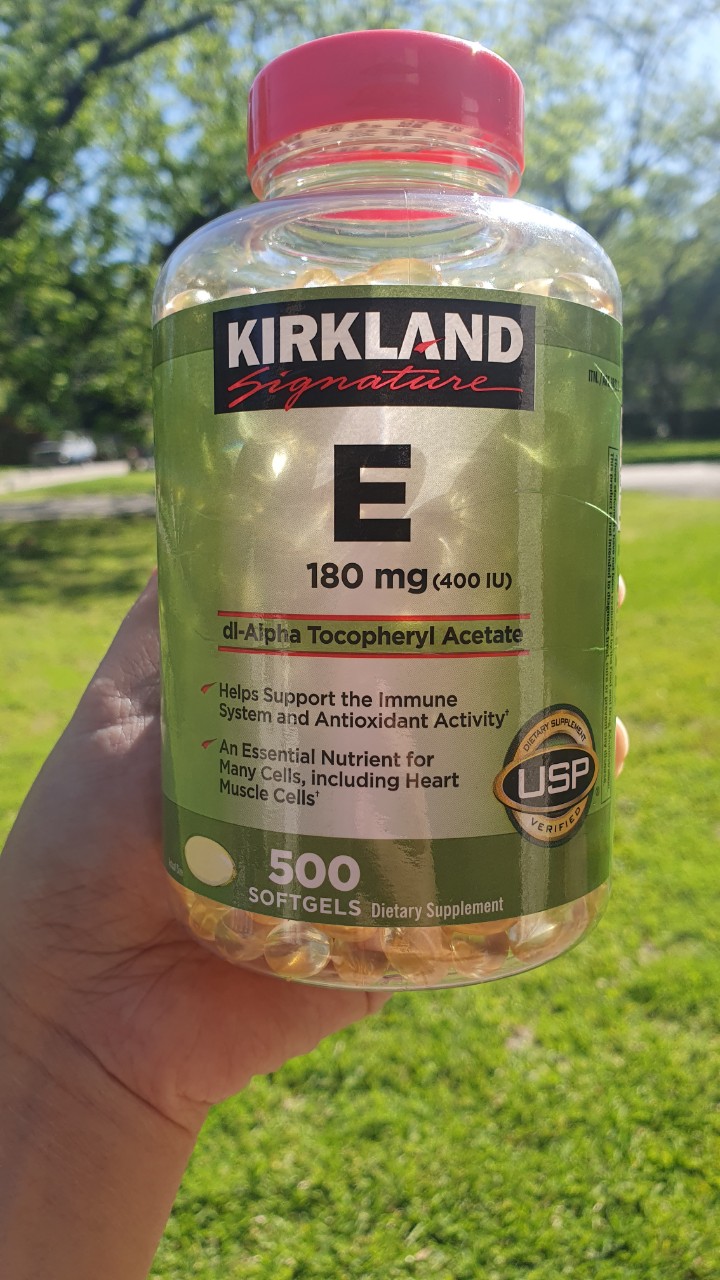 KIRKLAND
Signature
E
180 mg (400 IU)
dl-Alpha Tocopheryl Acetate
Helps Support the Immune
System and Antioxidant Activity†
An Essential Nutrient for
Many Cells, including Heart
Muscle Cells†
DIETARY SUPPLEMENT
USP
VERIFIED
500
SOFTGELS Dietary Supplement